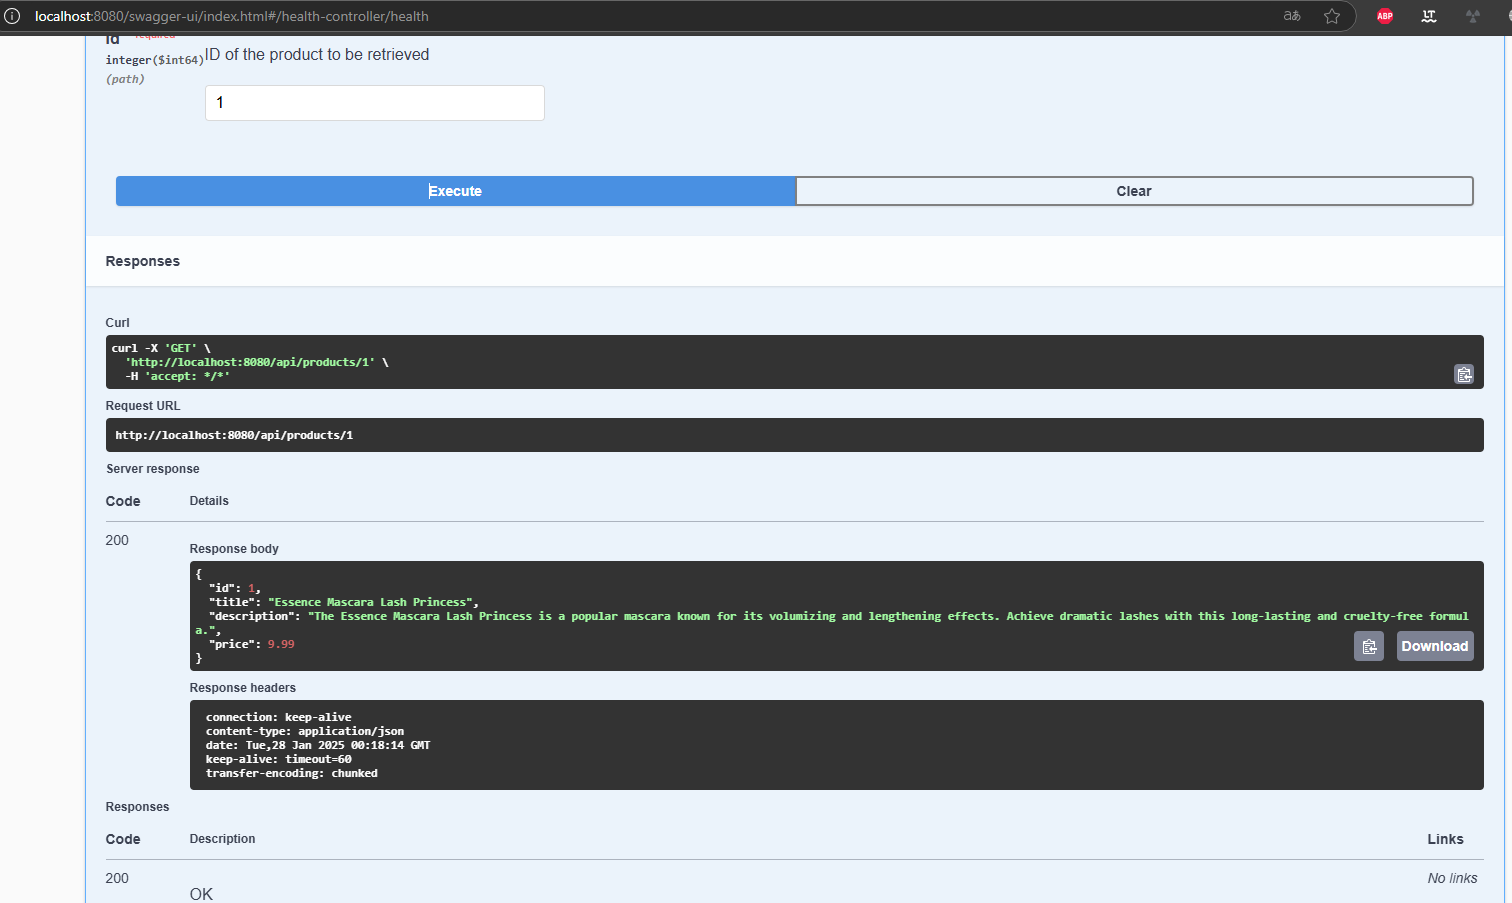 localhost:8080/swagger-ui/index.html#/health-controller/health
aあ
ABP
LT
id required
integer($int64)
ID of the product to be retrieved
(path)
1
Execute
Clear
Responses
Curl
curl -X 'GET' \
'http://localhost:8080/api/products/1' \
-H 'accept: */*'
Request URL
http://localhost:8080/api/products/1
Server response
Code Details
200
Response body
{
"id": 1,
"title": "Essence Mascara Lash Princess",
"description": "The Essence Mascara Lash Princess is a popular mascara known for its volumizing and lengthening effects. Achieve dramatic lashes with this long-lasting and cruelty-free formul
a.",
"price": 9.99
}
Download
Response headers
connection: keep-alive
content-type: application/json
date: Tue,28 Jan 2025 00:18:14 GMT
keep-alive: timeout=60
transfer-encoding: chunked
Responses
Code Description Links
200
OK
No links